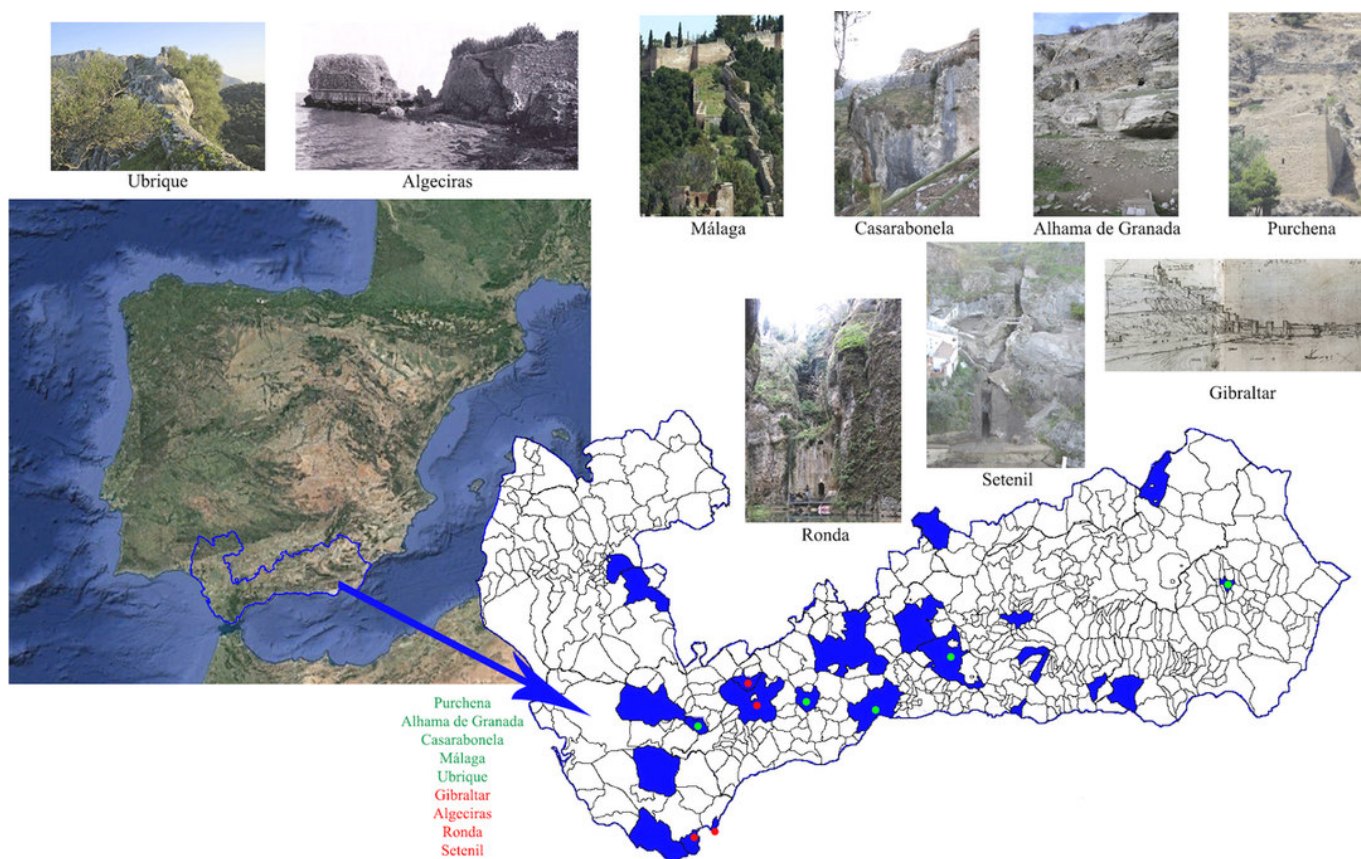 Ubrique
Algeciras
Málaga
Casarabonela
Alhama de Granada
Purchena
Gibraltar
Setenil
Ronda
Purchena
Alhama de Granada
Casarabonela
Málaga
Ubrique
Gibraltar
Algeciras
Ronda
Setenil